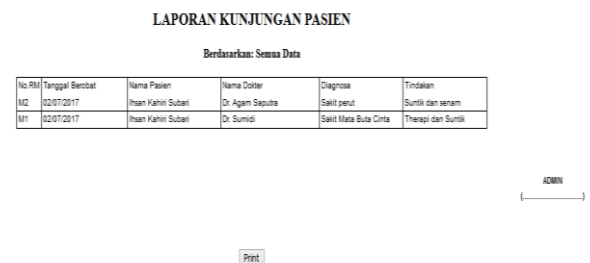 LAPORAN KUNJUNGAN PASIEN
Berdasarkan: Semua Data
No.RM Tanggal Berobat Nama Pasien Nama Dokter Diagnosa Tindakan
M2 02/07/2017 Ihsan Kahiri Subari Dr. Agam Saputra Sakit perut Suntik dan senam
M1 02/07/2017 Ihsan Kahiri Subari Dr. Sumidi Sakit Mata Buta Cinta Therapi dan Suntik
ADMIN
(............................)
Print